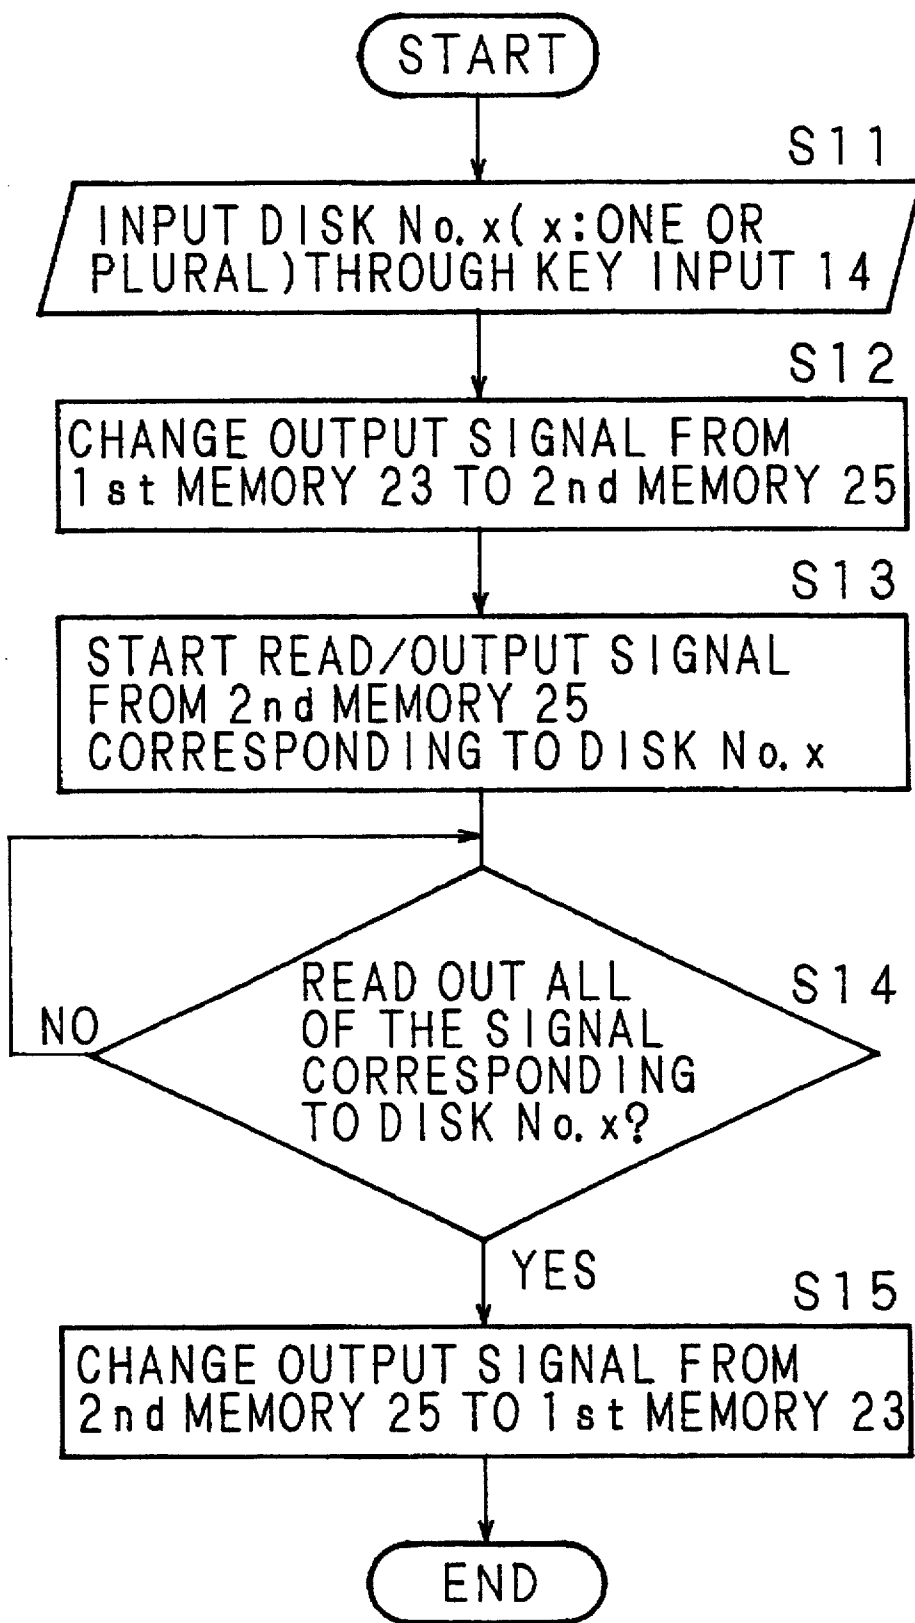 START
S11
INPUT DISK No. x(x:ONE OR
PLURAL)THROUGH KEY INPUT 14
S12
CHANGE OUTPUT SIGNAL FROM
1st MEMORY 23 TO 2nd MEMORY 25
S13
START READ/OUTPUT SIGNAL
FROM 2nd MEMORY 25
CORRESPONDING TO DISK No. x
S14
READ OUT ALL
OF THE SIGNAL
CORRESPONDING
TO DISK No. x?
NO
YES
S15
CHANGE OUTPUT SIGNAL FROM
2nd MEMORY 25 TO 1st MEMORY 23
END